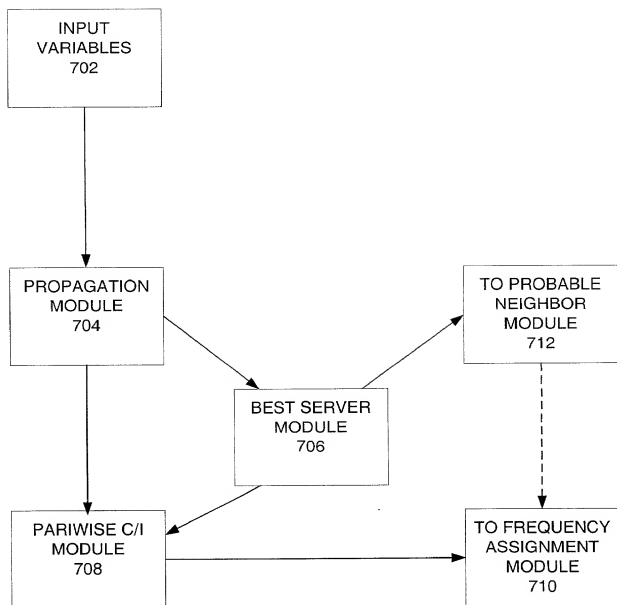 INPUT
VARIABLES
702
PROPAGATION
MODULE
704
TO PROBABLE
NEIGHBOR
MODULE
712
BEST SERVER
MODULE
706
PARIWISE C/I
MODULE
708
TO FREQUENCY
ASSIGNMENT
MODULE
710